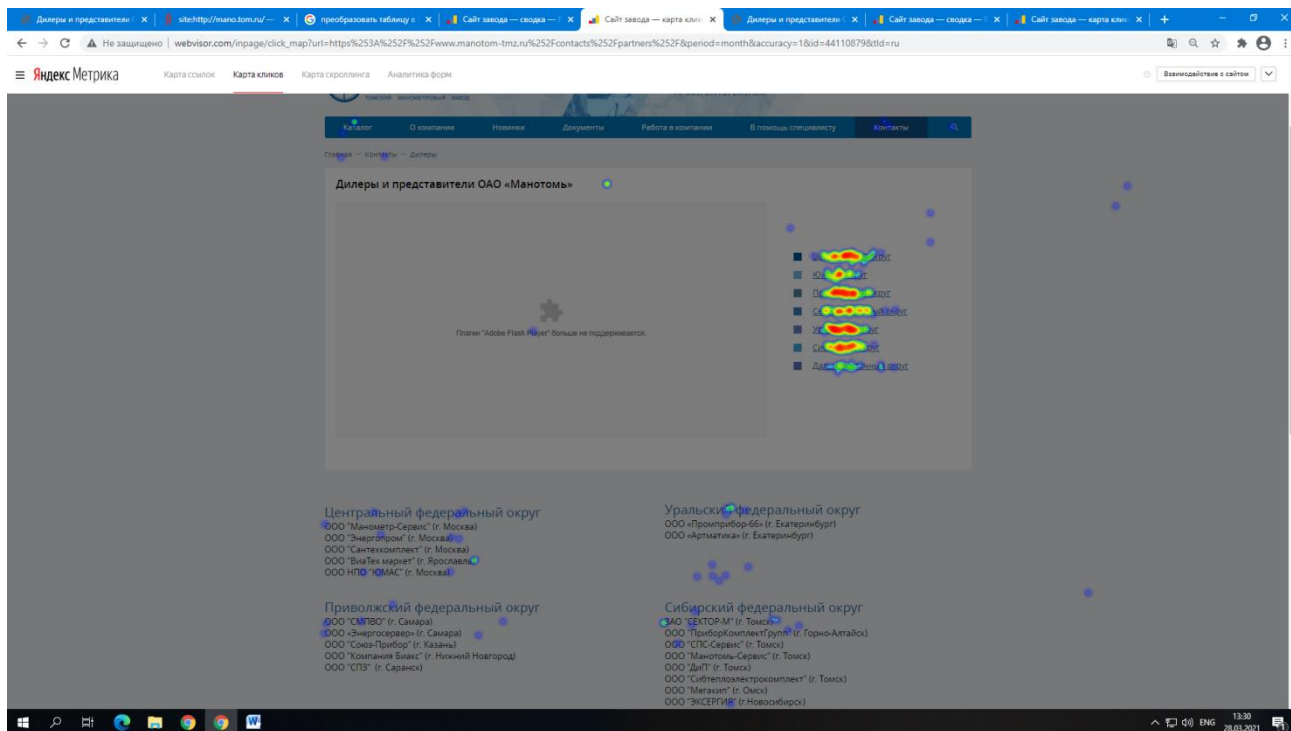 Дилеры и представители (
site:http://mano.tom.ru/ —
преобразовать таблицу в
Сайт завода — сводка —
Сайт завода — карта клик
Дилеры и представители (
Сайт завода — сводка —
Сайт завода — карта клик
Не защищено | webvisor.com/inpage/click_map?url=https%253A%252F%252Fwww.manotom-tmz.ru%252Fcontacts%252Fpartners%252F&period=month&accuracy=1&id=44110879&tld=ru
Яндекс Метрика
Карта ссылок Карта кликов Карта скроллинга Аналитика форм
Взаимодействие с сайтом
ТОМСКИЙ МАНОМЕТРОВЫЙ ЗАВОД
Каталог О компании Новинки Документы Работа в компании В помощь специалисту Контакты
Главная — Контакты — Дилеры
Дилеры и представители ОАО «Манотомь»
Плагин "Adobe Flash Player" больше не поддерживается.
округ
округ
округ
Центральный федеральный округ
ООО "Манометр-Сервис" (г. Москва)
ООО "Энергопром" (г. Москва)
ООО "Сантехкомплект" (г. Москва)
ООО "ВиаТех маркет" (г. Ярославль)
ООО НПО "ЮМАС" (г. Москва)
Уральский федеральный округ
ООО «Промприбор-66» (г. Екатеринбург)
ООО «Артматика» (г. Екатеринбург)
Приволжский федеральный округ
ООО "СМПВО" (г. Самара)
ООО «Энергосервер» (г. Самара)
ООО "Союз-Прибор" (г. Казань)
ООО "Компания Биакс" (г. Нижний Новгород)
ООО "СПЗ" (г. Саранск)
Сибирский федеральный округ
ЗАО "СЕКТОР-М" (г. Томск)
ООО "ПриборКомплектГрупп" (г. Горно-Алтайск)
ООО "СПС-Сервис" (г. Томск)
ООО "Манотомь-Сервис" (г. Томск)
ООО "ДиП" (г. Томск)
ООО "Сибтеплоэлектрокомплект" (г. Томск)
ООО "Мегакип" (г. Омск)
ООО "ЭКСЕРГИЯ" (г.Новосибирск)
ENG
13:30
28.03.2021